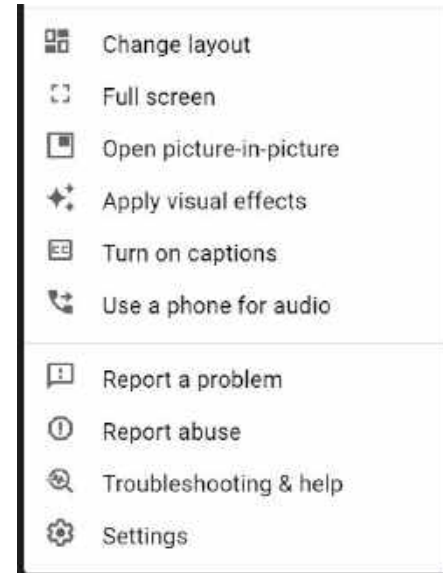 Change layout
Full screen
Open picture-in-picture
Apply visual effects
Turn on captions
Use a phone for audio
Report a problem
Report abuse
Troubleshooting & help
Settings